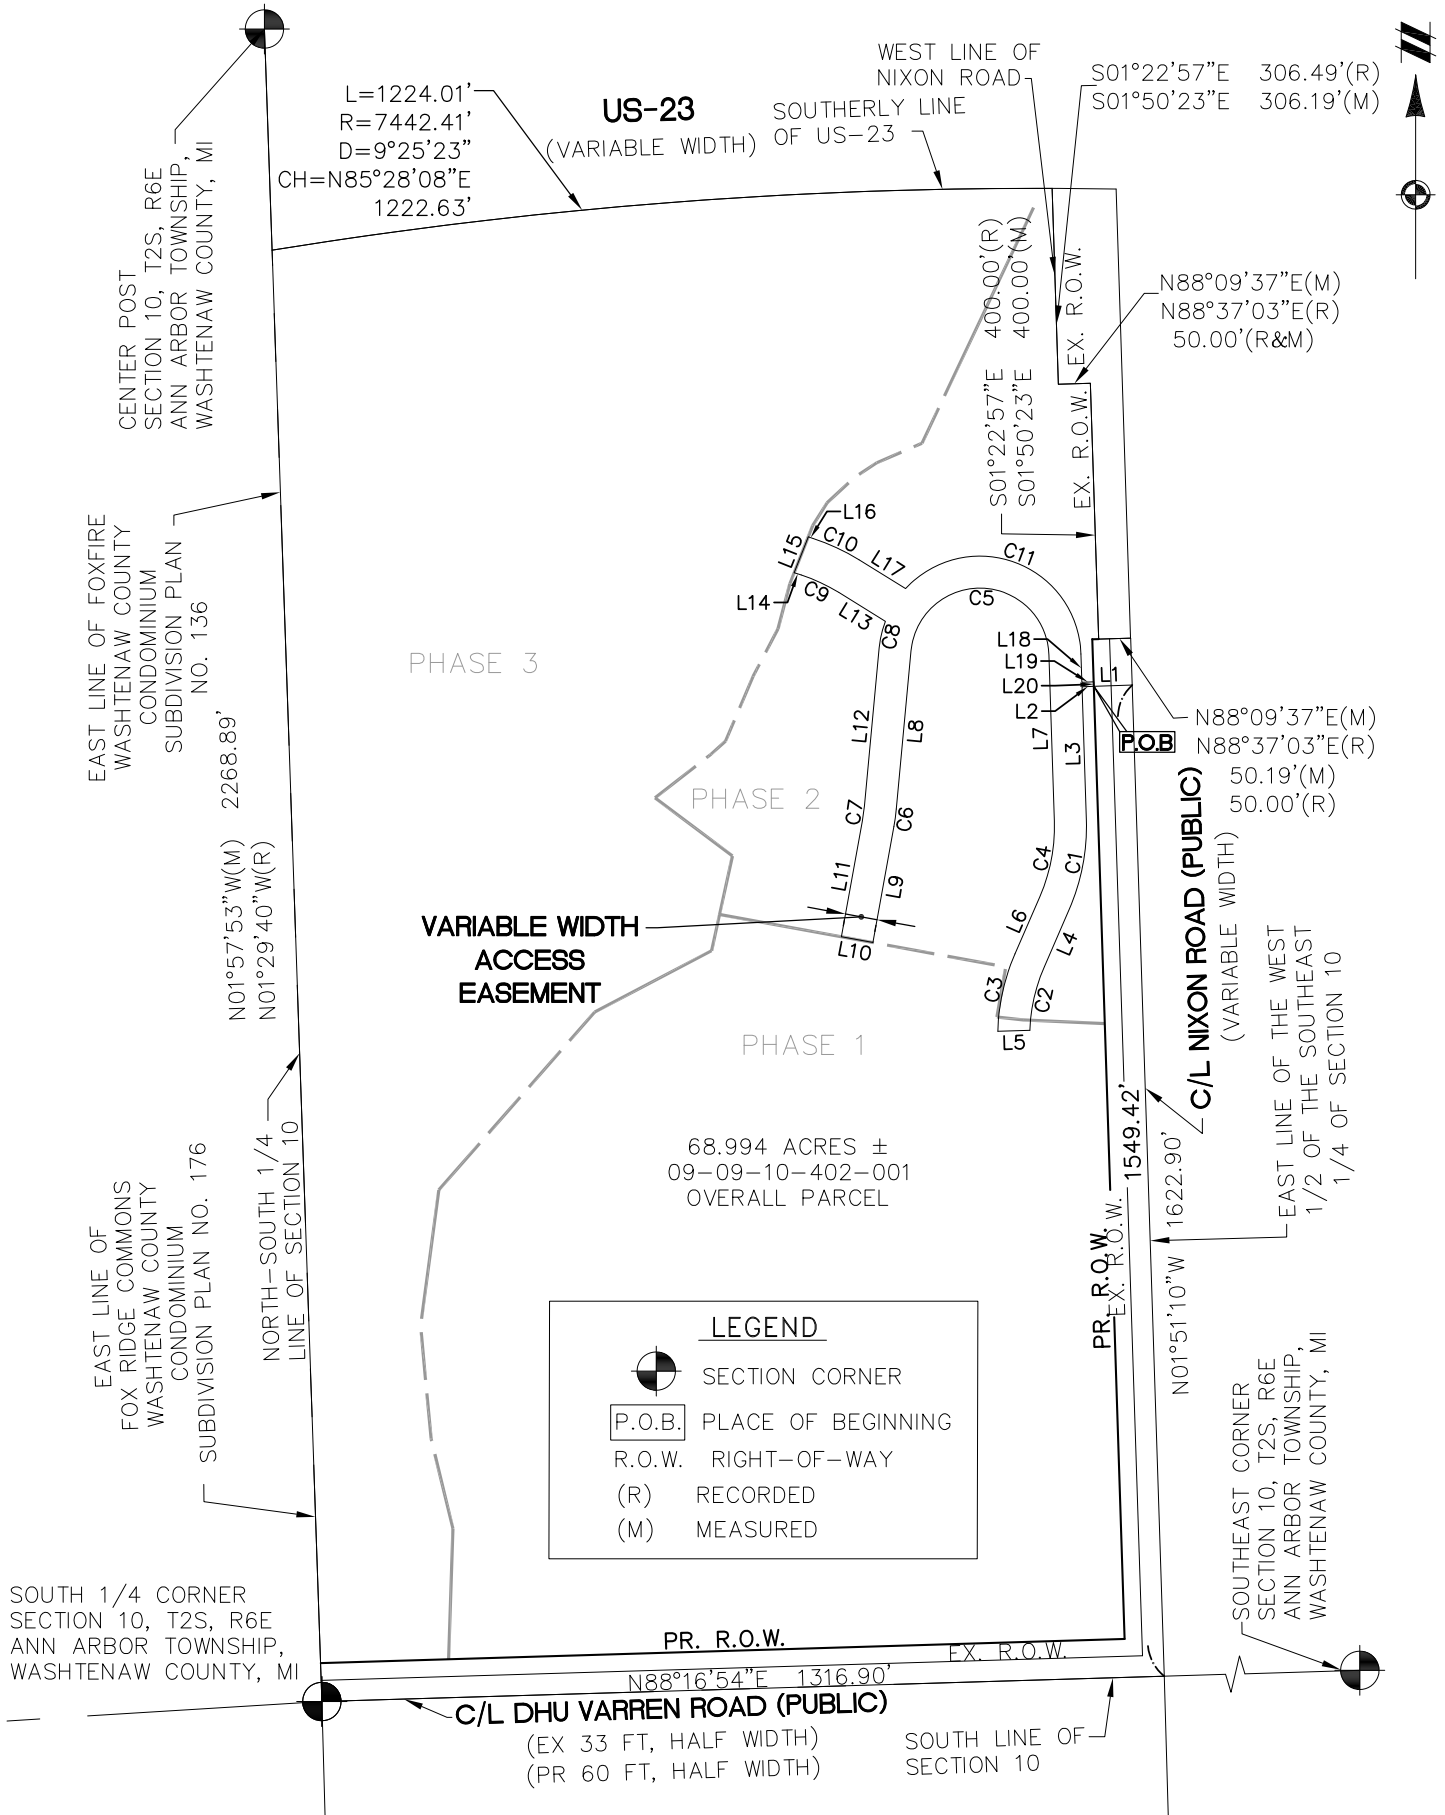 WEST LINE OF
NIXON ROAD
S01°22'57"E 306.49'(R)
S01°50'23"E 306.19'(M)
L=1224.01'
R=7442.41'
D=9°25'23"
CH=N85°28'08"E
1222.63'
US-23
(VARIABLE WIDTH)
SOUTHERLY LINE
OF US-23
CENTER POST
SECTION 10, T2S, R6E
ANN ARBOR TOWNSHIP,
WASHTENAW COUNTY, MI
S01°22'57"E 400.00'(R)
S01°50'23"E 400.00'(M)
EX. R.O.W.
EX. R.O.W.
N88°09'37"E(M)
N88°37'03"E(R)
50.00'(R&M)
EAST LINE OF FOXFIRE
WASHTENAW COUNTY
CONDOMINIUM
SUBDIVISION PLAN
NO. 136
L16
C10
L15
L17
C11
L14
C9
L13
C8
C5
L18
L19
L20
L2
L1
PHASE 3
N88°09'37"E(M)
N88°37'03"E(R)
50.19'(M)
50.00'(R)
P.O.B
L12
L8
L7
L3
PHASE 2
C7
C6
C4
C1
L11
L9
L6
L4
L10
C3
C2
L5
N01°57'53"W(M) 2268.89'
N01°29'40"W(R)
VARIABLE WIDTH
ACCESS
EASEMENT
PHASE 1
C/L NIXON ROAD (PUBLIC)
(VARIABLE WIDTH)
EAST LINE OF THE WEST
1/2 OF THE SOUTHEAST
1/4 OF SECTION 10
1549.42'
N01°51'10"W 1622.90'
PR. R.O.W.
EX. R.O.W.
68.994 ACRES ±
09-09-10-402-001
OVERALL PARCEL
NORTH-SOUTH 1/4
LINE OF SECTION 10
EAST LINE OF
FOX RIDGE COMMONS
WASHTENAW COUNTY
CONDOMINIUM
SUBDIVISION PLAN NO. 176
LEGEND
SECTION CORNER
P.O.B. PLACE OF BEGINNING
R.O.W. RIGHT-OF-WAY
(R) RECORDED
(M) MEASURED
SOUTHEAST CORNER
SECTION 10, T2S, R6E
ANN ARBOR TOWNSHIP,
WASHTENAW COUNTY, MI
SOUTH 1/4 CORNER
SECTION 10, T2S, R6E
ANN ARBOR TOWNSHIP,
WASHTENAW COUNTY, MI
PR. R.O.W.
EX. R.O.W.
N88°16'54"E 1316.90'
C/L DHU VARREN ROAD (PUBLIC)
(EX 33 FT, HALF WIDTH)
(PR 60 FT, HALF WIDTH)
SOUTH LINE OF
SECTION 10